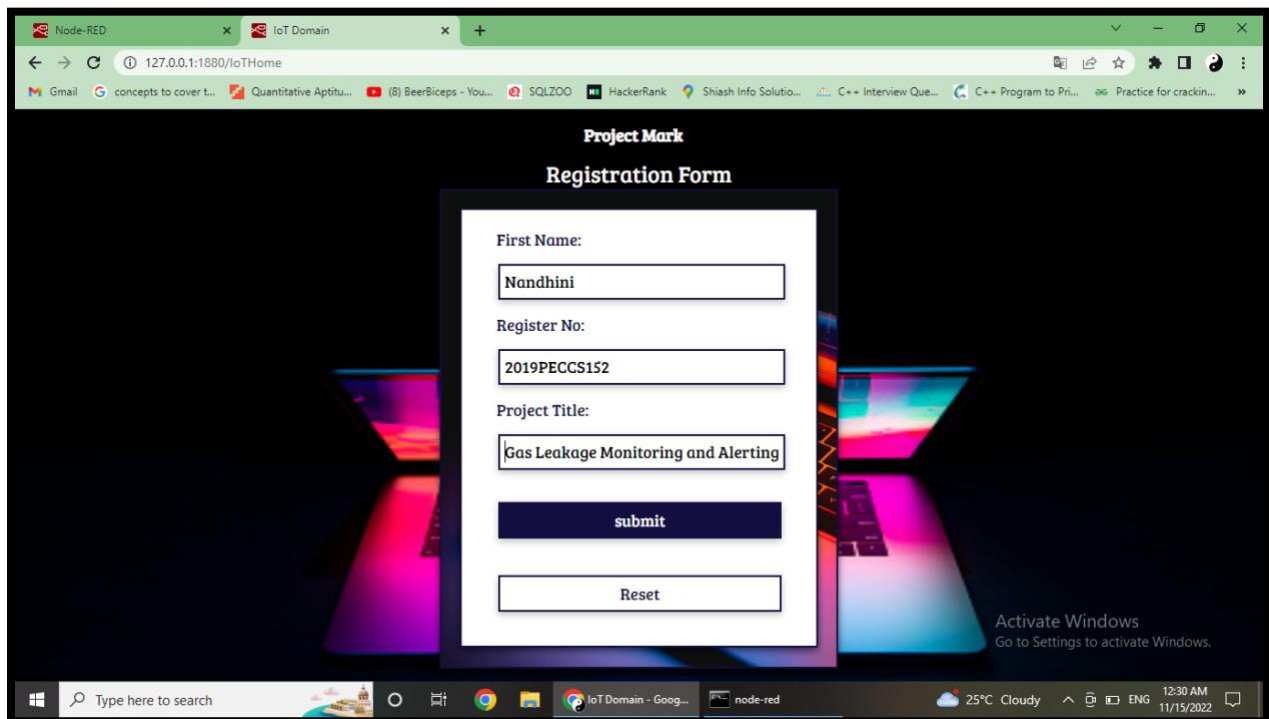 Node-RED
IoT Domain
127.0.0.1:1880/IoTHome
Gmail
concepts to cover t...
Quantitative Aptitu...
(8) BeerBiceps - You...
SQLZOO
HackerRank
Shiash Info Solutio...
C++ Interview Que...
C++ Program to Pri...
Practice for crackin...
Project Mark
Registration Form
First Name:
Nandhini
Register No:
2019PECCS152
Project Title:
Gas Leakage Monitoring and Alerting
submit
Reset
Activate Windows
Go to Settings to activate Windows.
Type here to search
IoT Domain - Goog...
node-red
25°C Cloudy
ENG
12:30 AM
11/15/2022